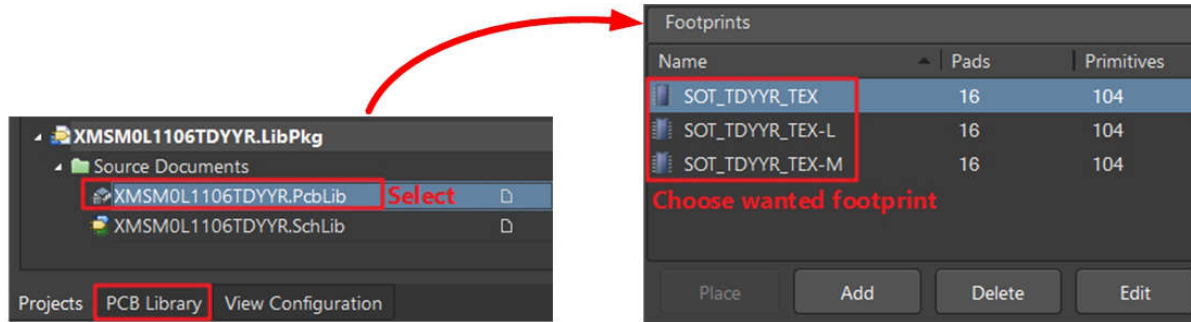 XMSM0L1106TDYYR.LibPkg
Source Documents
XMSM0L1106TDYYR.PcbLib Select
XMSM0L1106TDYYR.SchLib
Projects PCB Library View Configuration
Footprints
Name Pads Primitives
SOT_TDYYR_TEX 16 104
SOT_TDYYR_TEX-L 16 104
SOT_TDYYR_TEX-M 16 104
Choose wanted footprint
Place Add Delete Edit